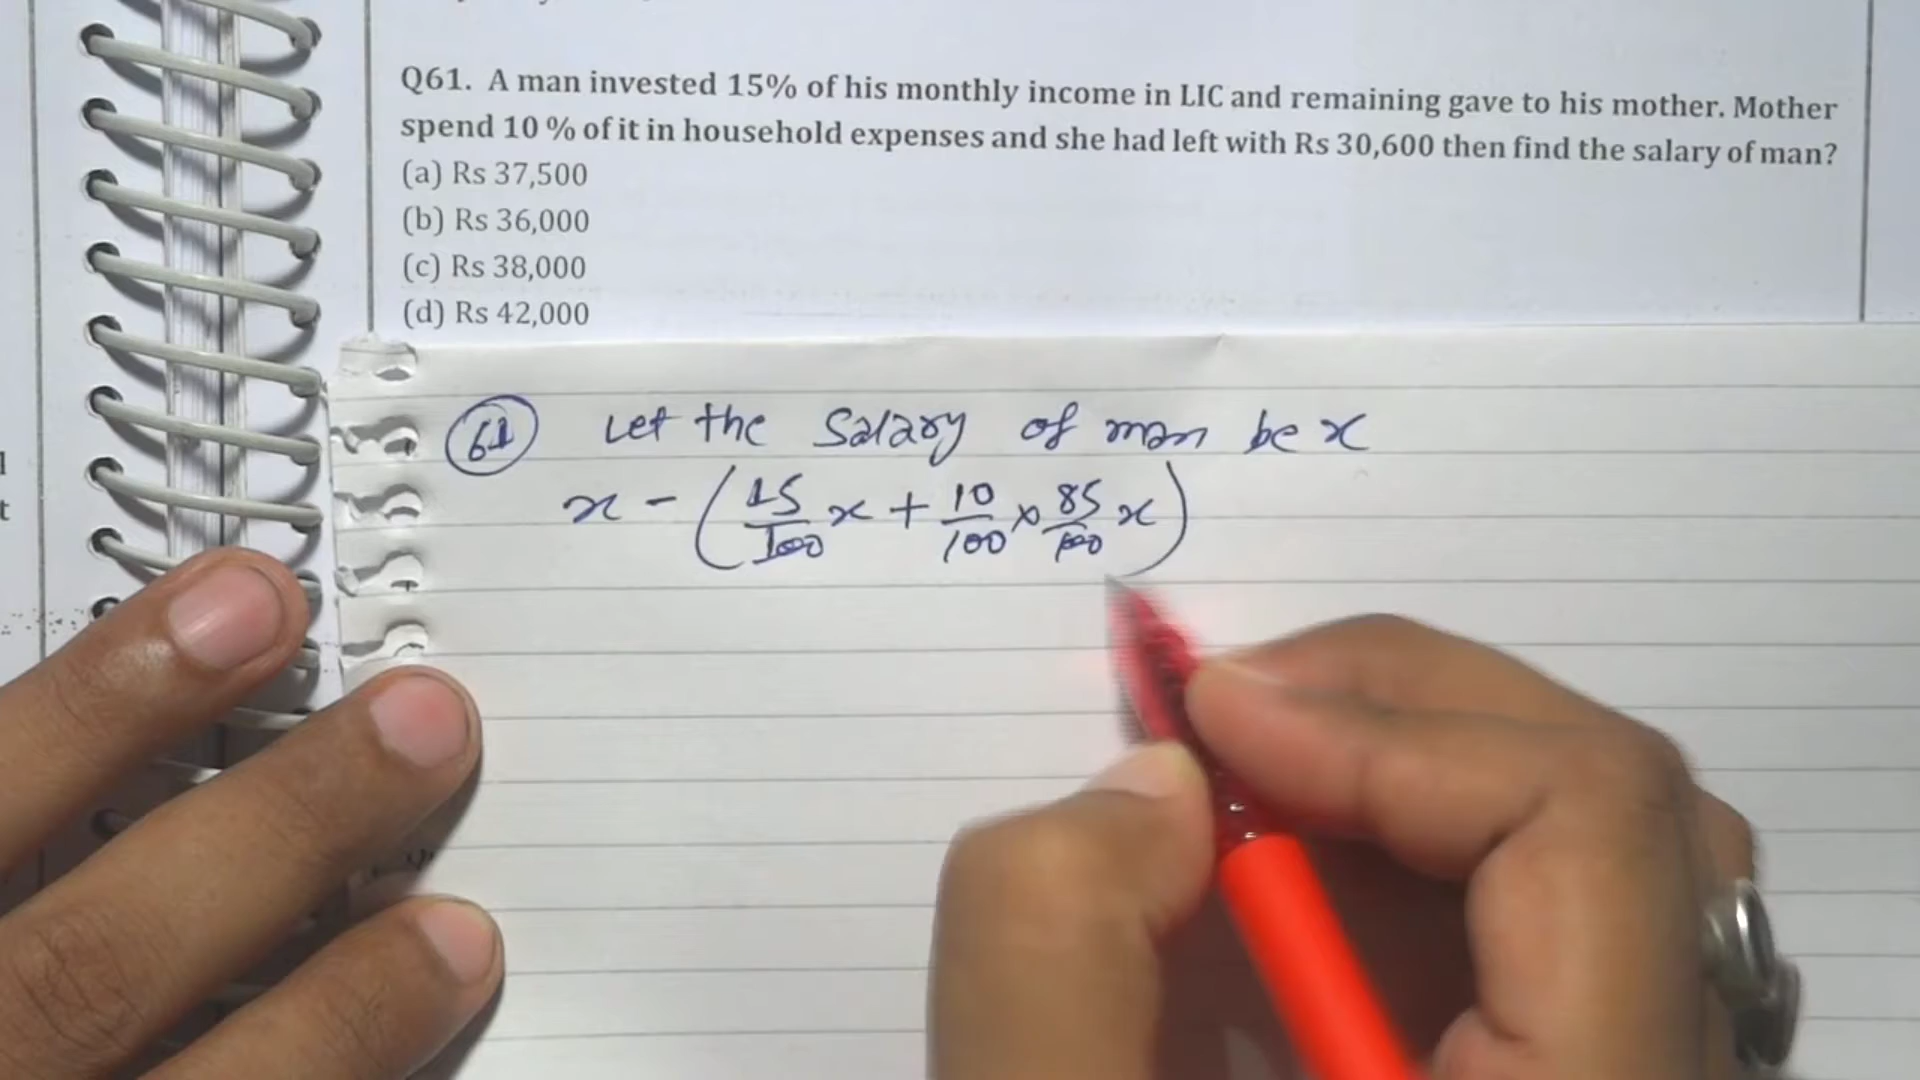 Q61. A man invested 15% of his monthly income in LIC and remaining gave to his mother. Mother
spend 10 % of it in household expenses and she had left with Rs 30,600 then find the salary of man?
(a) Rs 37,500
(b) Rs 36,000
(c) Rs 38,000
(d) Rs 42,000
61 Let the salary of man be x
x - (15/100 x + 10/100 × 85/100 x)